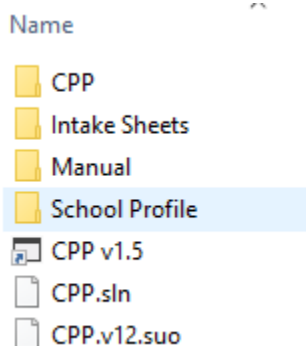 Name
CPP
Intake Sheets
Manual
School Profile
CPP v1.5
CPP.sln
CPP.v12.suo